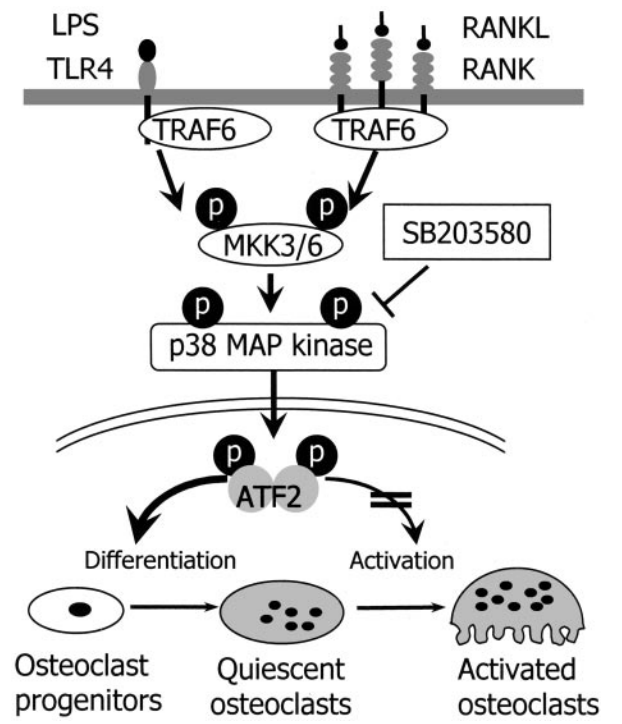 LPS
TLR4
RANKL
RANK
TRAF6
TRAF6
p
p
MKK3/6
SB203580
p
p
p38 MAP kinase
p
p
ATF2
Differentiation
Activation
Osteoclast
progenitors
Quiescent
osteoclasts
Activated
osteoclasts